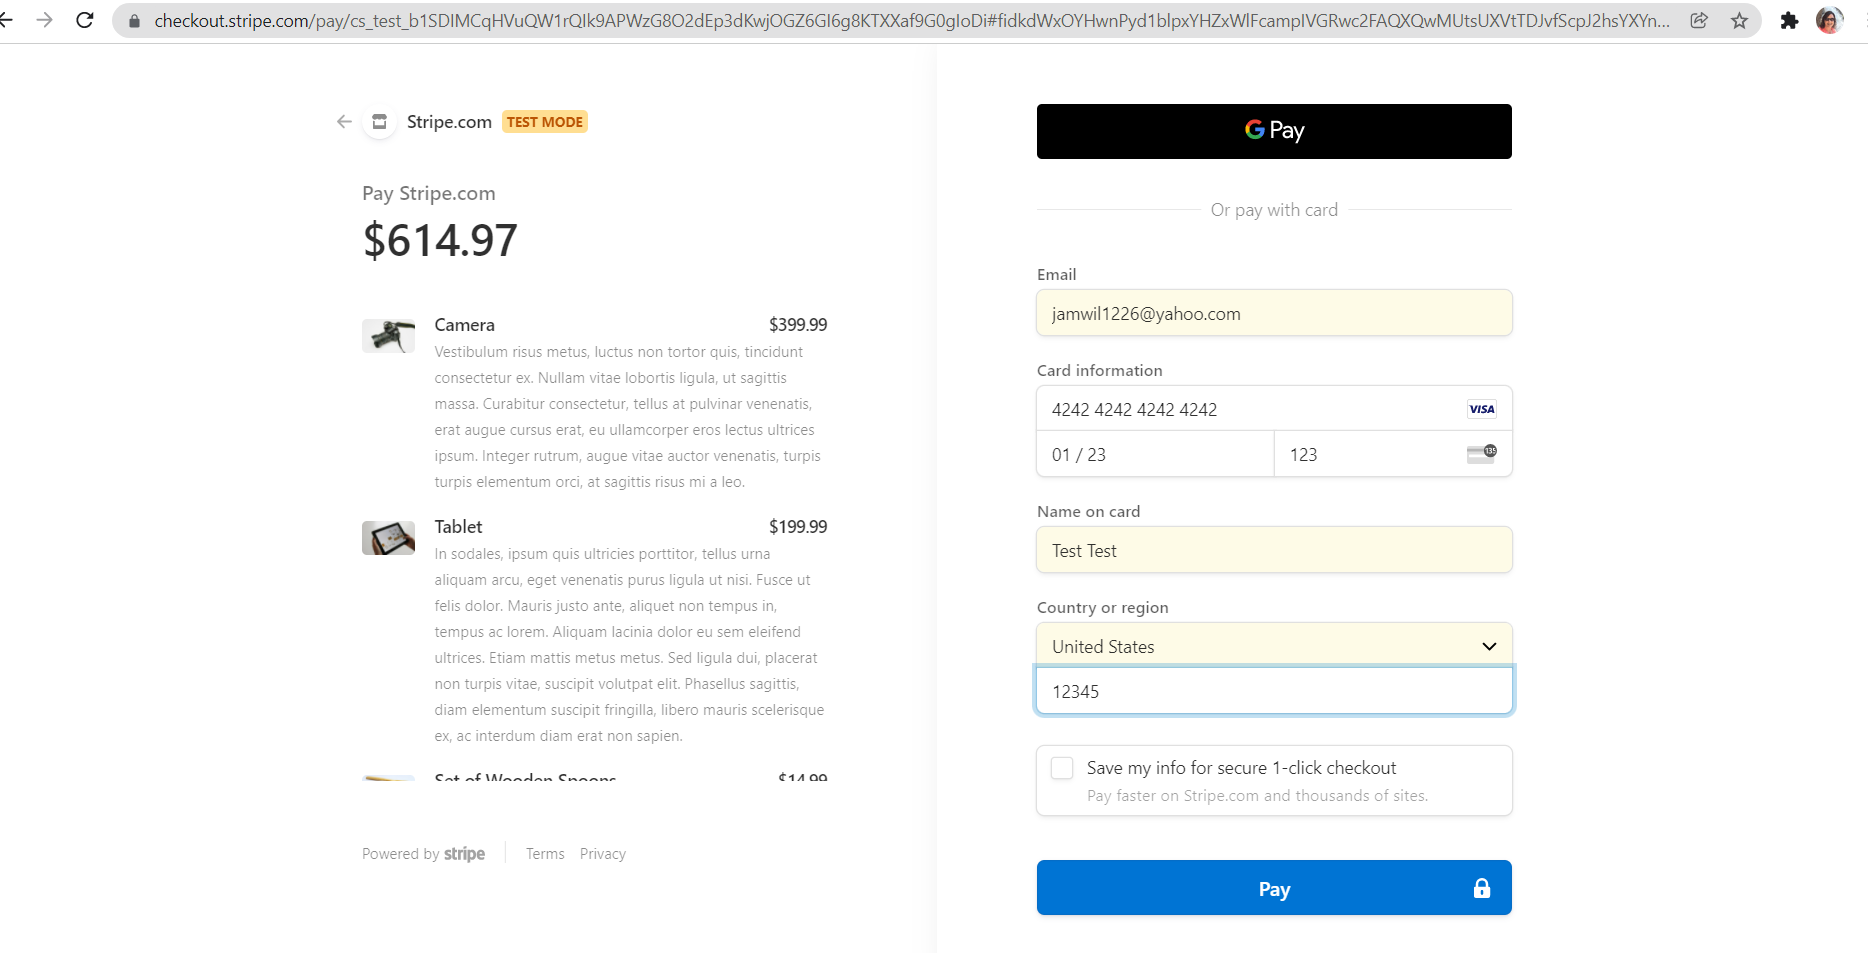 checkout.stripe.com/pay/cs_test_b1SDIMCqHVuQW1rQIk9APWzG8O2dEp3dKwjOGZ6GI6g8KTXXaf9G0gIoDi#fidkdWxOYHwnPyd1blpxYHZxWlFcamplVGRwc2FAQXQwMUtsUXVtTDJvfScpJ2hsYXYn...
Stripe.com TEST MODE
Pay Stripe.com
$614.97
Camera $399.99
Vestibulum risus metus, luctus non tortor quis, tincidunt
consectetur ex. Nullam vitae lobortis ligula, ut sagittis
massa. Curabitur consectetur, tellus at pulvinar venenatis,
erat augue cursus erat, eu ullamcorper eros lectus ultrices
ipsum. Integer rutrum, augue vitae auctor venenatis, turpis
turpis elementum orci, at sagittis risus mi a leo.
Tablet $199.99
In sodales, ipsum quis ultricies porttitor, tellus urna
aliquam arcu, eget venenatis purus ligula ut nisi. Fusce ut
felis dolor. Mauris justo ante, aliquet non tempus in,
tempus ac lorem. Aliquam lacinia dolor eu sem eleifend
ultrices. Etiam mattis metus metus. Sed ligula dui, placerat
non turpis vitae, suscipit volutpat elit. Phasellus sagittis,
diam elementum suscipit fringilla, libero mauris scelerisque
ex, ac interdum diam erat non sapien.
Set of Wooden Spoons $14.99
Powered by stripe Terms Privacy
G Pay
Or pay with card
Email
jamwil1226@yahoo.com
Card information
4242 4242 4242 4242 VISA
01 / 23 123 135
Name on card
Test Test
Country or region
United States
12345
Save my info for secure 1-click checkout
Pay faster on Stripe.com and thousands of sites.
Pay